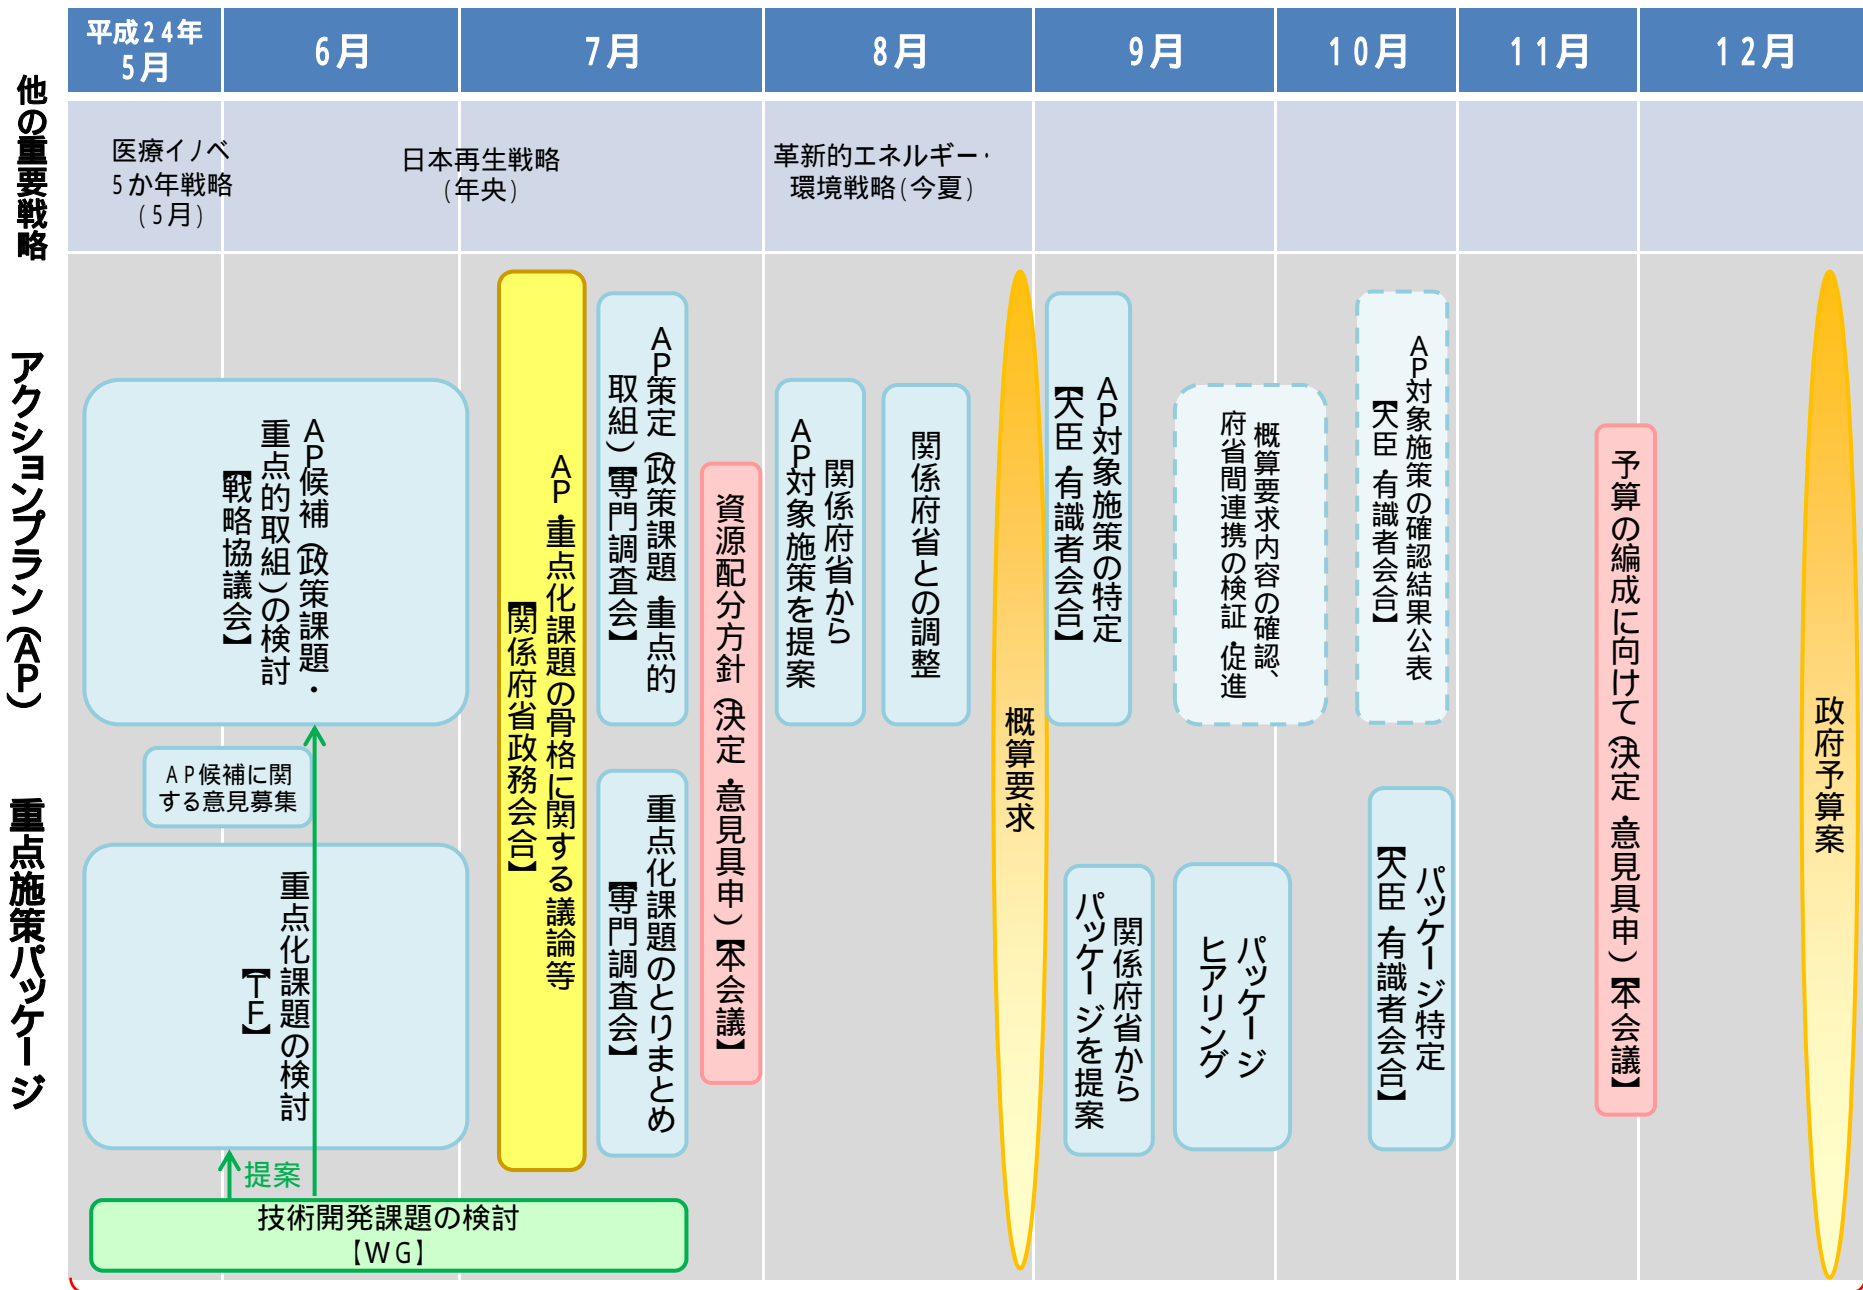 平成24年
5月
6月
7月
8月
9月
10月
11月
12月
他の重要戦略
医療イノベ
5か年戦略
(5月)
日本再生戦略
(年央)
革新的エネルギー・
環境戦略(今夏)
アクションプラン(AP)
AP候補(政策課題・
重点的取組)の検討
【戦略協議会】
AP候補に関
する意見募集
AP・重点化課題の骨格に関する議論等
【関係府省政務会合】
AP策定(政策課題・重点的
取組)【専門調査会】
資源配分方針(決定・意見具申)【本会議】
関係府省から
AP対象施策を提案
関係府省との調整
概算要求
AP対象施策の特定
【大臣・有識者会合】
概算要求内容の確認、
府省間連携の検証・促進
AP対象施策の確認結果公表
【大臣・有識者会合】
予算の編成に向けて(決定・意見具申)【本会議】
政府予算案
重点施策パッケージ
重点化課題の検討
【TF】
重点化課題のとりまとめ
【専門調査会】
関係府省から
パッケージを提案
パッケージ
ヒアリング
パッケージ特定
【大臣・有識者会合】
提案
技術開発課題の検討
【WG】